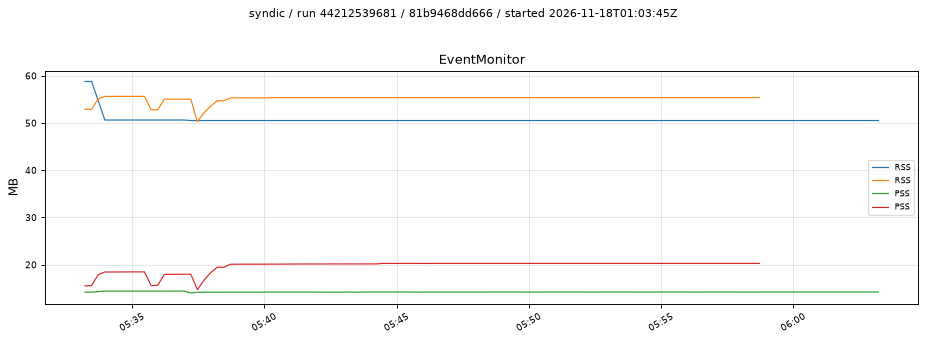 syndic / run 44212539681 / 81b9468dd666 / started 2026-11-18T01:03:45Z
EventMonitor
60
50
40
30
20
MB
RSS
RSS
PSS
PSS
05:35
05:40
05:45
05:50
05:55
06:00